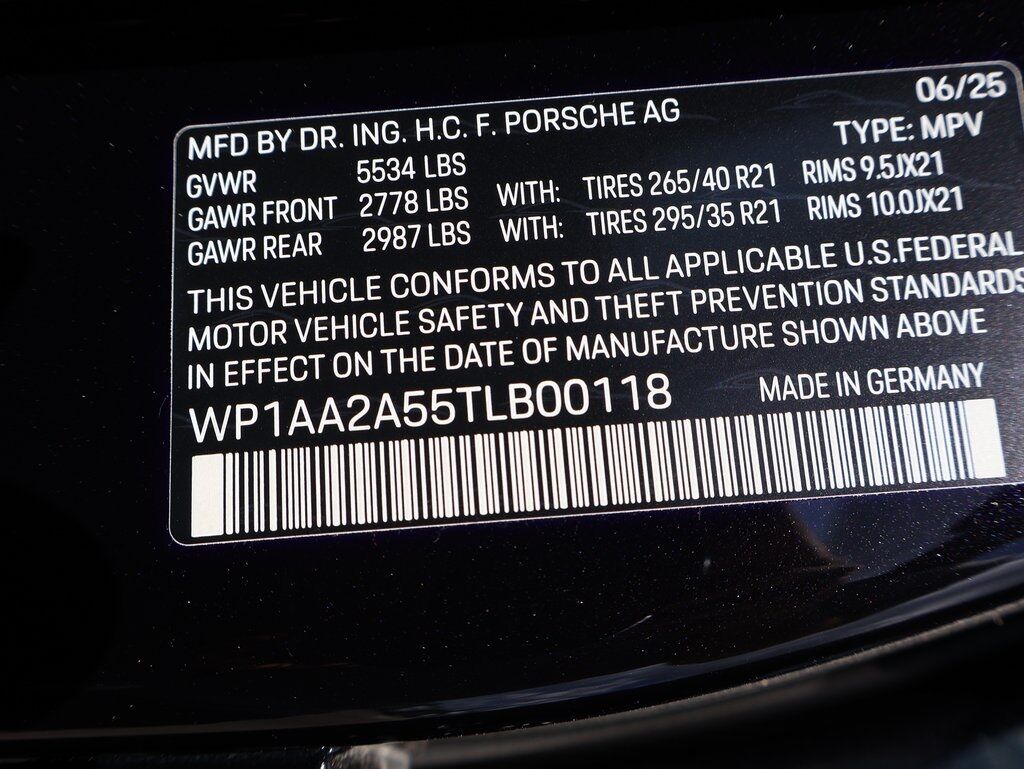 06/25
MFD BY DR. ING. H.C. F. PORSCHE AG TYPE: MPV
GVWR 5534 LBS
GAWR FRONT 2778 LBS WITH: TIRES 265/40 R21 RIMS 9.5JX21
GAWR REAR 2987 LBS WITH: TIRES 295/35 R21 RIMS 10.0JX21
THIS VEHICLE CONFORMS TO ALL APPLICABLE U.S.FEDERAL
MOTOR VEHICLE SAFETY AND THEFT PREVENTION STANDARDS
IN EFFECT ON THE DATE OF MANUFACTURE SHOWN ABOVE
WP1AA2A55TLB00118 MADE IN GERMANY